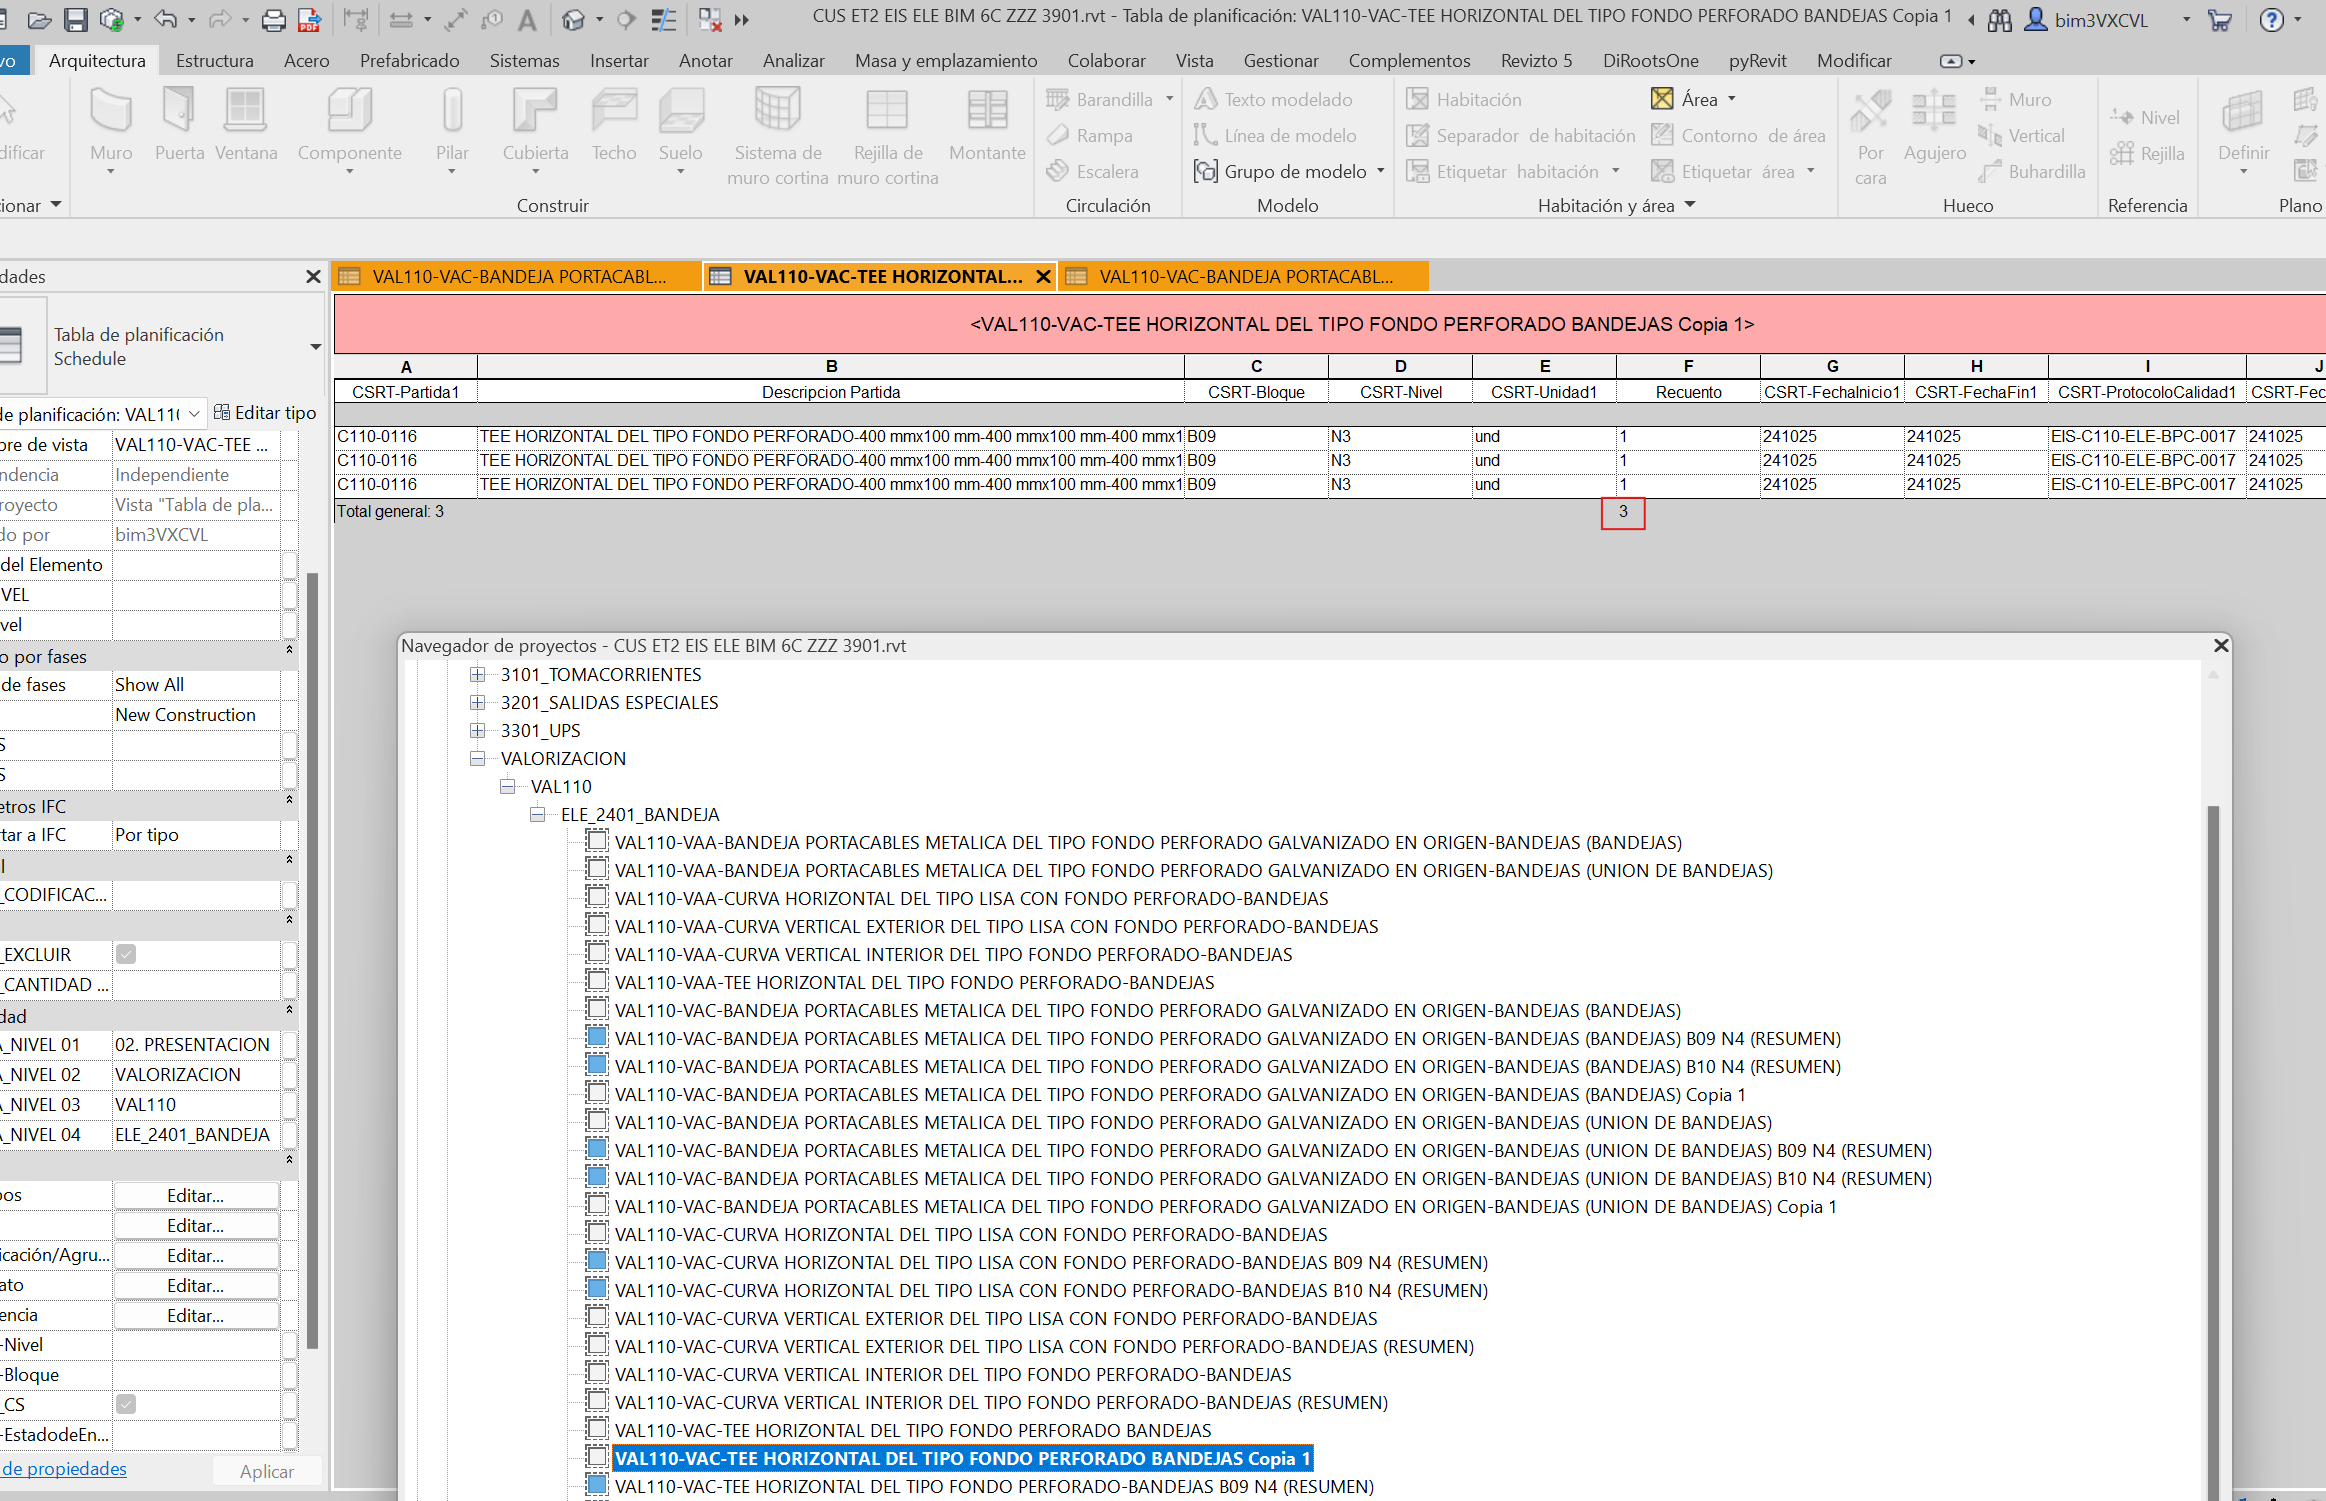 CUS ET2 EIS ELE BIM 6C ZZZ 3901.rvt - Tabla de planificación: VAL110-VAC-TEE HORIZONTAL DEL TIPO FONDO PERFORADO BANDEJAS Copia 1
bim3VXCVL
vo Arquitectura Estructura Acero Prefabricado Sistemas Insertar Anotar Analizar Masa y emplazamiento Colaborar Vista Gestionar Complementos Revizto 5 DiRootsOne pyRevit Modificar
Barandilla Texto modelado Habitación Área Muro
Rampa Línea de modelo Separador de habitación Contorno de área Vertical Nivel
dificar Muro Puerta Ventana Componente Pilar Cubierta Techo Suelo Sistema de muro cortina Rejilla de muro cortina Montante
Escalera Grupo de modelo Etiquetar habitación Etiquetar área Por cara Agujero Buhardilla Rejilla Definir
ionar Construir Circulación Modelo Habitación y área Hueco Referencia Plano
dades
VAL110-VAC-BANDEJA PORTACABL... VAL110-VAC-TEE HORIZONTAL... VAL110-VAC-BANDEJA PORTACABL...
Tabla de planificación
Schedule
<VAL110-VAC-TEE HORIZONTAL DEL TIPO FONDO PERFORADO BANDEJAS Copia 1>
A B C D E F G H I J
CSRT-Partida1 Descripcion Partida CSRT-Bloque CSRT-Nivel CSRT-Unidad1 Recuento CSRT-FechaInicio1 CSRT-FechaFin1 CSRT-ProtocoloCalidad1 CSRT-Fec
C110-0116 TEE HORIZONTAL DEL TIPO FONDO PERFORADO-400 mmx100 mm-400 mmx100 mm-400 mmx1 B09 N3 und 1 241025 241025 EIS-C110-ELE-BPC-0017 241025
C110-0116 TEE HORIZONTAL DEL TIPO FONDO PERFORADO-400 mmx100 mm-400 mmx100 mm-400 mmx1 B09 N3 und 1 241025 241025 EIS-C110-ELE-BPC-0017 241025
C110-0116 TEE HORIZONTAL DEL TIPO FONDO PERFORADO-400 mmx100 mm-400 mmx100 mm-400 mmx1 B09 N3 und 1 241025 241025 EIS-C110-ELE-BPC-0017 241025
Total general: 3 3
de planificación: VAL11 Editar tipo
bre de vista VAL110-VAC-TEE ...
ndencia Independiente
royecto Vista "Tabla de pla...
do por bim3VXCVL
del Elemento
VEL
vel
o por fases
de fases Show All
New Construction
S
S
etros IFC
tar a IFC Por tipo
l
_CODIFICAC...
_EXCLUIR
_CANTIDAD ...
dad
_NIVEL 01 02. PRESENTACION
_NIVEL 02 VALORIZACION
_NIVEL 03 VAL110
_NIVEL 04 ELE_2401_BANDEJA
pos Editar...
Editar...
icación/Agru... Editar...
ato Editar...
encia Editar...
-Nivel
-Bloque
_CS
-EstadodeEn...
de propiedades Aplicar
Navegador de proyectos - CUS ET2 EIS ELE BIM 6C ZZZ 3901.rvt
3101_TOMACORRIENTES
3201_SALIDAS ESPECIALES
3301_UPS
VALORIZACION
VAL110
ELE_2401_BANDEJA
VAL110-VAA-BANDEJA PORTACABLES METALICA DEL TIPO FONDO PERFORADO GALVANIZADO EN ORIGEN-BANDEJAS (BANDEJAS)
VAL110-VAA-BANDEJA PORTACABLES METALICA DEL TIPO FONDO PERFORADO GALVANIZADO EN ORIGEN-BANDEJAS (UNION DE BANDEJAS)
VAL110-VAA-CURVA HORIZONTAL DEL TIPO LISA CON FONDO PERFORADO-BANDEJAS
VAL110-VAA-CURVA VERTICAL EXTERIOR DEL TIPO LISA CON FONDO PERFORADO-BANDEJAS
VAL110-VAA-CURVA VERTICAL INTERIOR DEL TIPO FONDO PERFORADO-BANDEJAS
VAL110-VAA-TEE HORIZONTAL DEL TIPO FONDO PERFORADO-BANDEJAS
VAL110-VAC-BANDEJA PORTACABLES METALICA DEL TIPO FONDO PERFORADO GALVANIZADO EN ORIGEN-BANDEJAS (BANDEJAS)
VAL110-VAC-BANDEJA PORTACABLES METALICA DEL TIPO FONDO PERFORADO GALVANIZADO EN ORIGEN-BANDEJAS (BANDEJAS) B09 N4 (RESUMEN)
VAL110-VAC-BANDEJA PORTACABLES METALICA DEL TIPO FONDO PERFORADO GALVANIZADO EN ORIGEN-BANDEJAS (BANDEJAS) B10 N4 (RESUMEN)
VAL110-VAC-BANDEJA PORTACABLES METALICA DEL TIPO FONDO PERFORADO GALVANIZADO EN ORIGEN-BANDEJAS (BANDEJAS) Copia 1
VAL110-VAC-BANDEJA PORTACABLES METALICA DEL TIPO FONDO PERFORADO GALVANIZADO EN ORIGEN-BANDEJAS (UNION DE BANDEJAS)
VAL110-VAC-BANDEJA PORTACABLES METALICA DEL TIPO FONDO PERFORADO GALVANIZADO EN ORIGEN-BANDEJAS (UNION DE BANDEJAS) B09 N4 (RESUMEN)
VAL110-VAC-BANDEJA PORTACABLES METALICA DEL TIPO FONDO PERFORADO GALVANIZADO EN ORIGEN-BANDEJAS (UNION DE BANDEJAS) B10 N4 (RESUMEN)
VAL110-VAC-BANDEJA PORTACABLES METALICA DEL TIPO FONDO PERFORADO GALVANIZADO EN ORIGEN-BANDEJAS (UNION DE BANDEJAS) Copia 1
VAL110-VAC-CURVA HORIZONTAL DEL TIPO LISA CON FONDO PERFORADO-BANDEJAS
VAL110-VAC-CURVA HORIZONTAL DEL TIPO LISA CON FONDO PERFORADO-BANDEJAS B09 N4 (RESUMEN)
VAL110-VAC-CURVA HORIZONTAL DEL TIPO LISA CON FONDO PERFORADO-BANDEJAS B10 N4 (RESUMEN)
VAL110-VAC-CURVA VERTICAL EXTERIOR DEL TIPO LISA CON FONDO PERFORADO-BANDEJAS
VAL110-VAC-CURVA VERTICAL EXTERIOR DEL TIPO LISA CON FONDO PERFORADO-BANDEJAS (RESUMEN)
VAL110-VAC-CURVA VERTICAL INTERIOR DEL TIPO FONDO PERFORADO-BANDEJAS
VAL110-VAC-CURVA VERTICAL INTERIOR DEL TIPO FONDO PERFORADO-BANDEJAS (RESUMEN)
VAL110-VAC-TEE HORIZONTAL DEL TIPO FONDO PERFORADO BANDEJAS
VAL110-VAC-TEE HORIZONTAL DEL TIPO FONDO PERFORADO BANDEJAS Copia 1
VAL110-VAC-TEE HORIZONTAL DEL TIPO FONDO PERFORADO-BANDEJAS B09 N4 (RESUMEN)